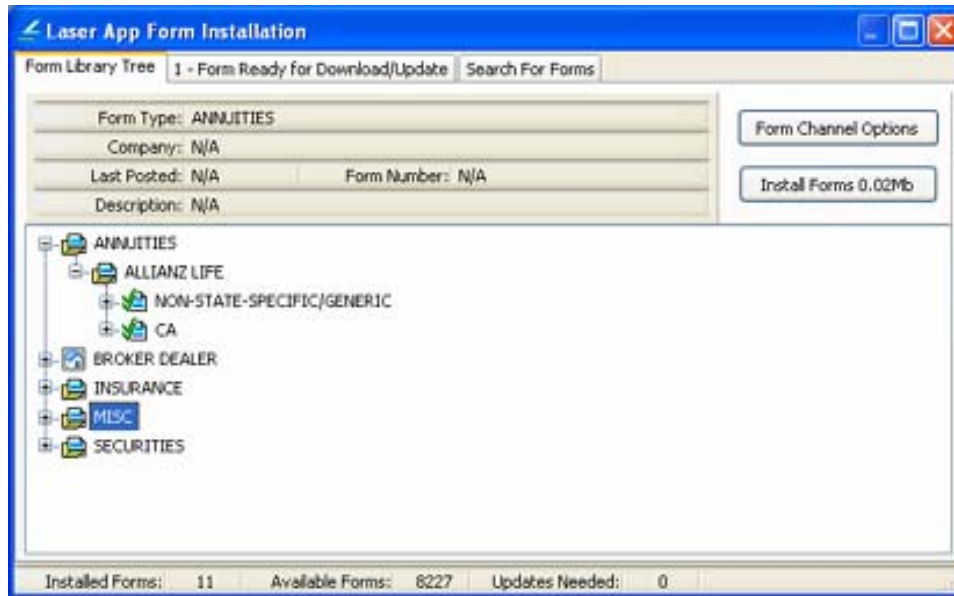 Laser App Form Installation
Form Library Tree 1 - Form Ready for Download/Update Search For Forms
Form Type: ANNUITIES
Company: N/A
Last Posted: N/A Form Number: N/A
Description: N/A
Form Channel Options
Install Forms 0.02Mb
ANNUITIES
ALLIANZ LIFE
NON-STATE-SPECIFIC/GENERIC
CA
BROKER DEALER
INSURANCE
MISC
SECURITIES
Installed Forms: 11 Available Forms: 8227 Updates Needed: 0